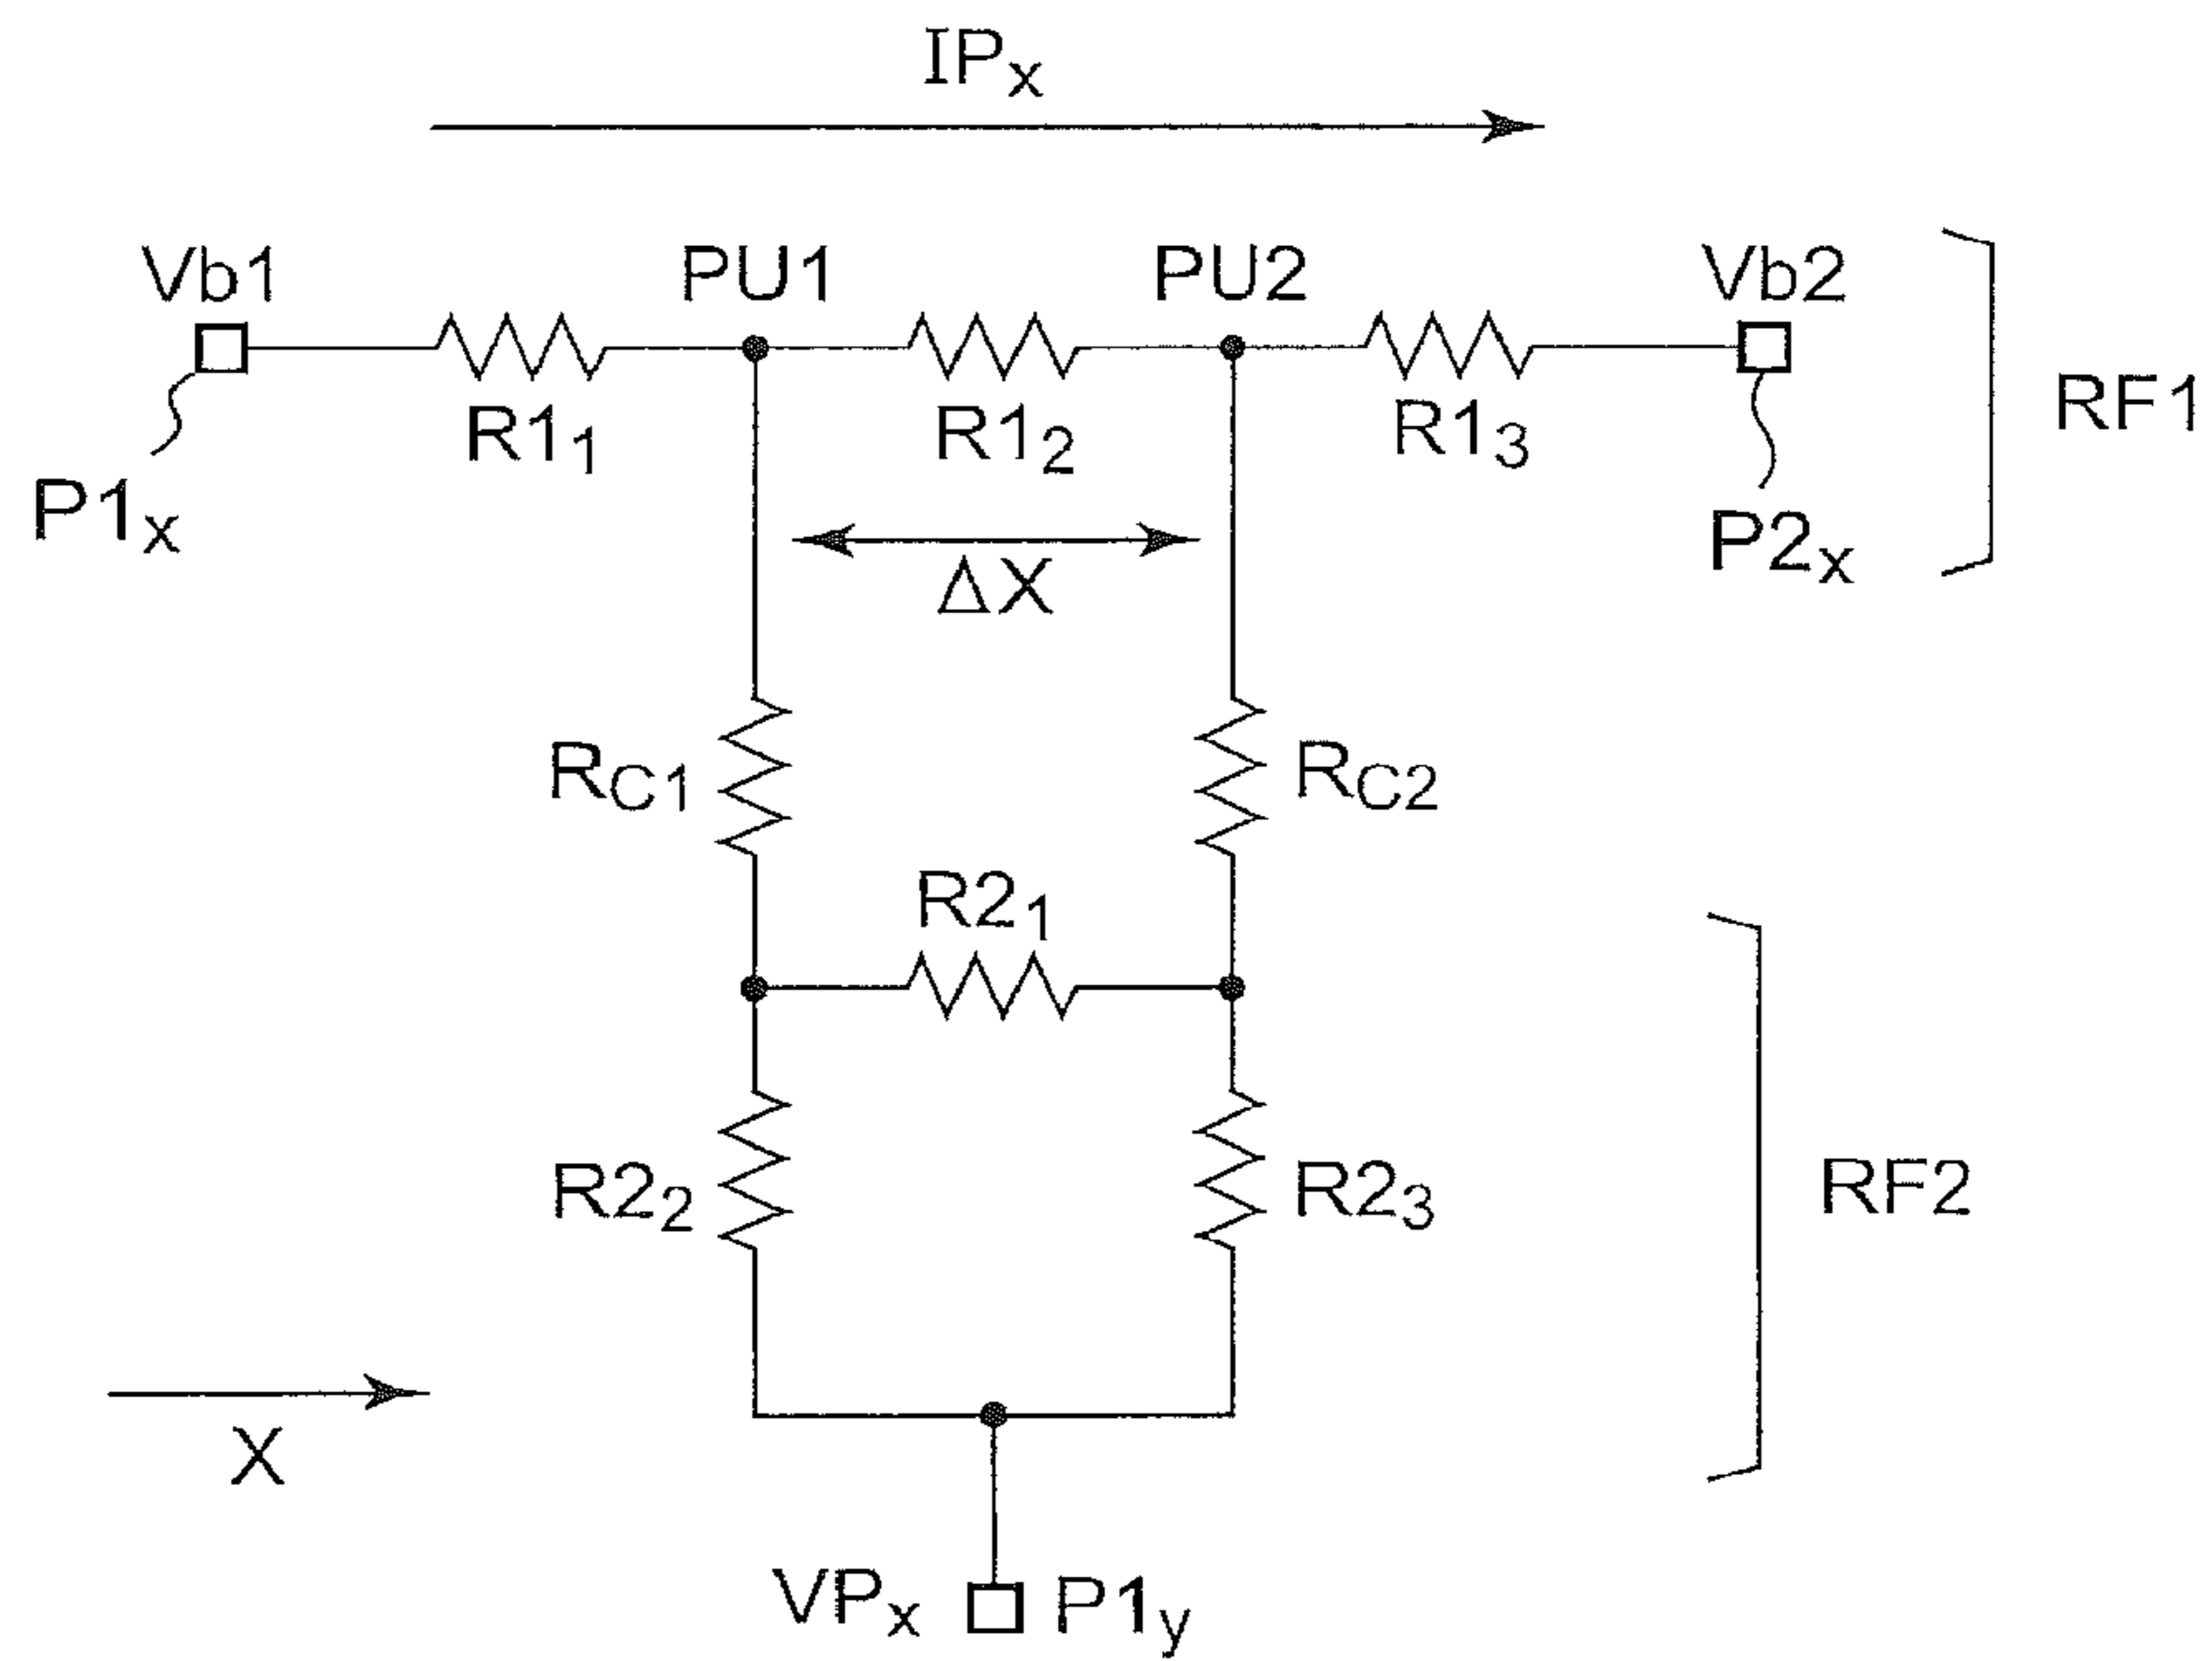 IPx
Vb1 PU1 PU2 Vb2
R11 R12 R13 RF1
P1x P2x
ΔX
RC1 RC2
R21
R22 R23 RF2
X
VPx P1y